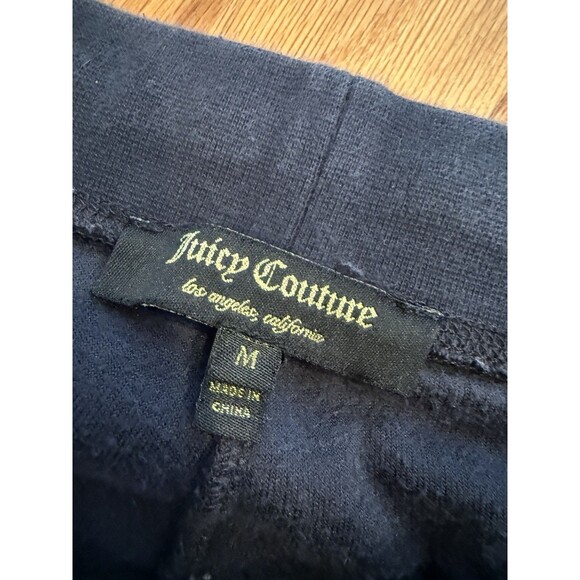 Juicy Couture
los angeles, california
M
MADE IN
CHINA